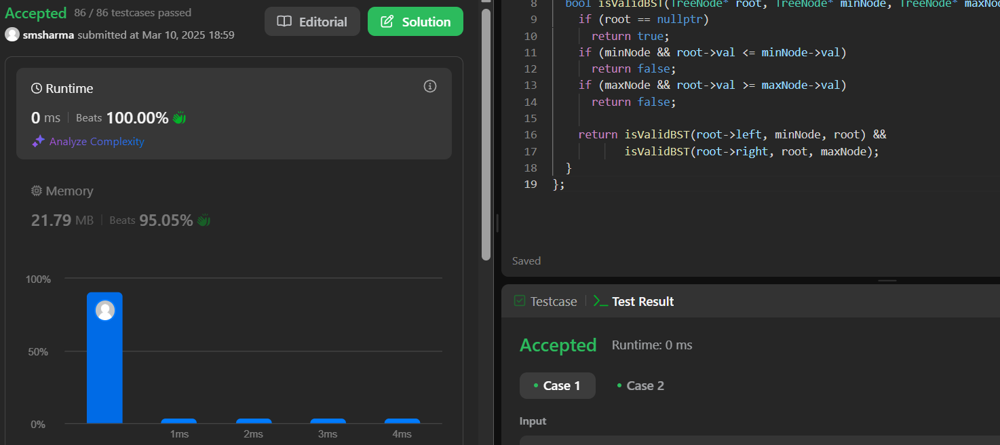 Accepted 86 / 86 testcases passed
smsharma submitted at Mar 10, 2025 18:59
Editorial
Solution
Runtime
0 ms | Beats 100.00%
Analyze Complexity
Memory
21.79 MB | Beats 95.05%
100%
50%
0%
1ms 2ms 3ms 4ms
8 bool isValidBST(TreeNode* root, TreeNode* minNode, TreeNode* maxNo
9 if (root == nullptr)
10 return true;
11 if (minNode && root->val <= minNode->val)
12 return false;
13 if (maxNode && root->val >= maxNode->val)
14 return false;
15
16 return isValidBST(root->left, minNode, root) &&
17 isValidBST(root->right, root, maxNode);
18 }
19 };
Saved
Testcase | >_ Test Result
Accepted Runtime: 0 ms
• Case 1 • Case 2
Input